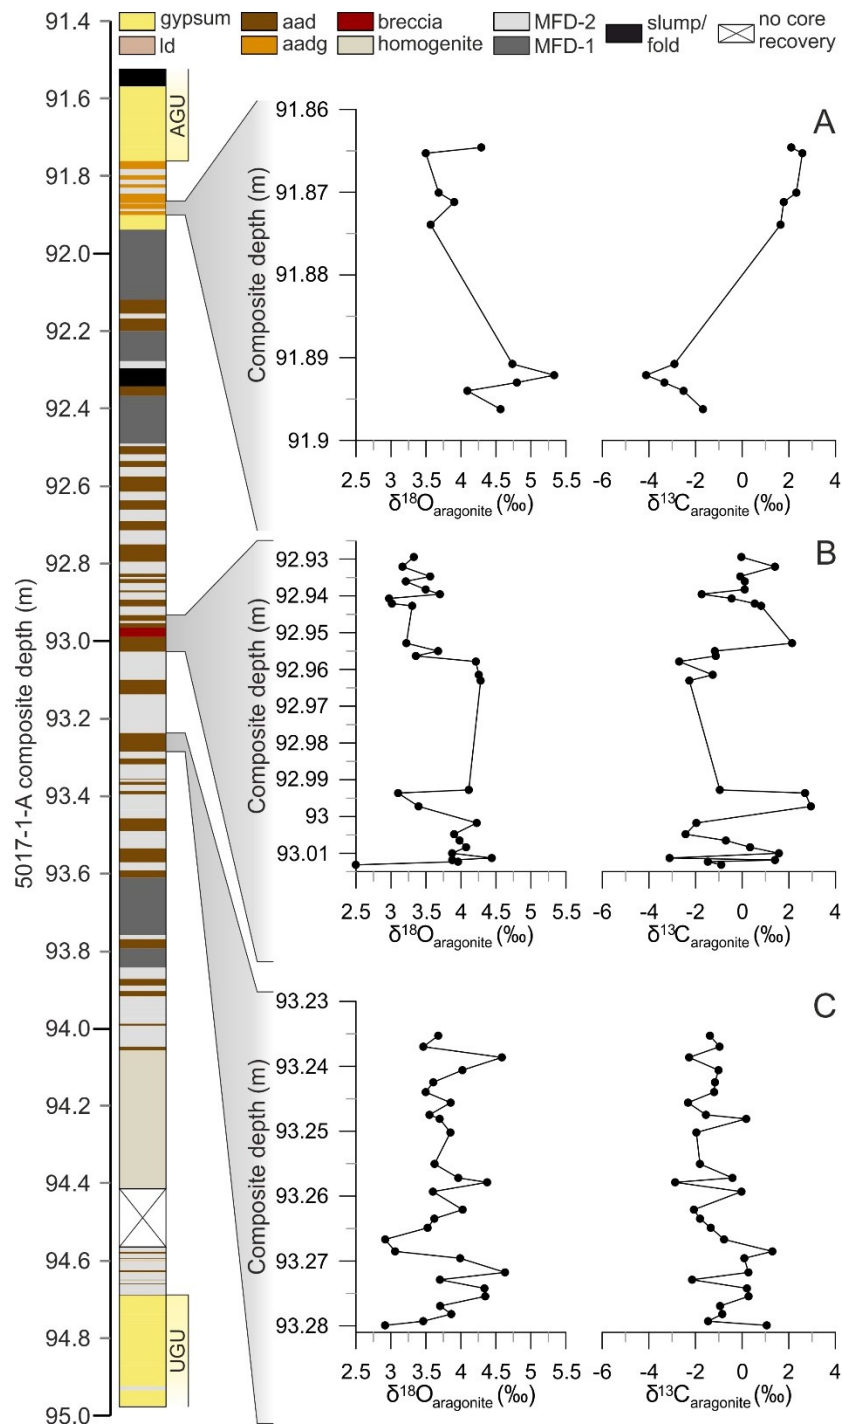 gypsum aad breccia MFD-2 slump/ no core
ld aadg homogenite MFD-1 fold recovery
5017-1-A composite depth (m)
91.4
91.6
91.8
92.0
92.2
92.4
92.6
92.8
93.0
93.2
93.4
93.6
93.8
94.0
94.2
94.4
94.6
94.8
95.0
AGU
UGU
A
Composite depth (m)
91.86
91.87
91.88
91.89
91.9
2.5 3 3.5 4 4.5 5 5.5
δ18Oaragonite (‰)
-6 -4 -2 0 2 4
δ13Caragonite (‰)
B
Composite depth (m)
92.93
92.94
92.95
92.96
92.97
92.98
92.99
93
93.01
2.5 3 3.5 4 4.5 5 5.5
δ18Oaragonite (‰)
-6 -4 -2 0 2 4
δ13Caragonite (‰)
C
Composite depth (m)
93.23
93.24
93.25
93.26
93.27
93.28
2.5 3 3.5 4 4.5 5 5.5
δ18Oaragonite (‰)
-6 -4 -2 0 2 4
δ13Caragonite (‰)